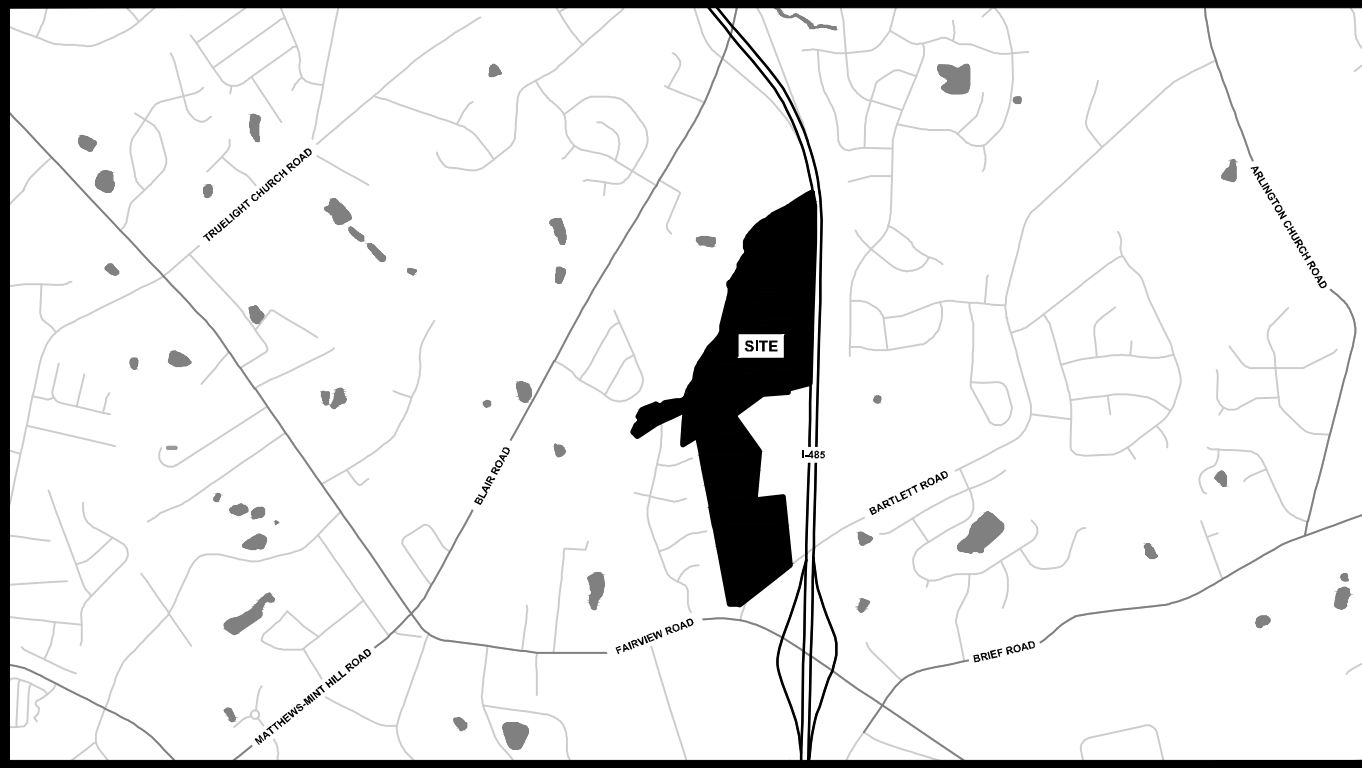 TRUELIGHT CHURCH ROAD
ARLINGTON CHURCH ROAD
SITE
I-485
BLAIR ROAD
BARTLETT ROAD
FAIRVIEW ROAD
BRIEF ROAD
MATTHEWS-MINT HILL ROAD